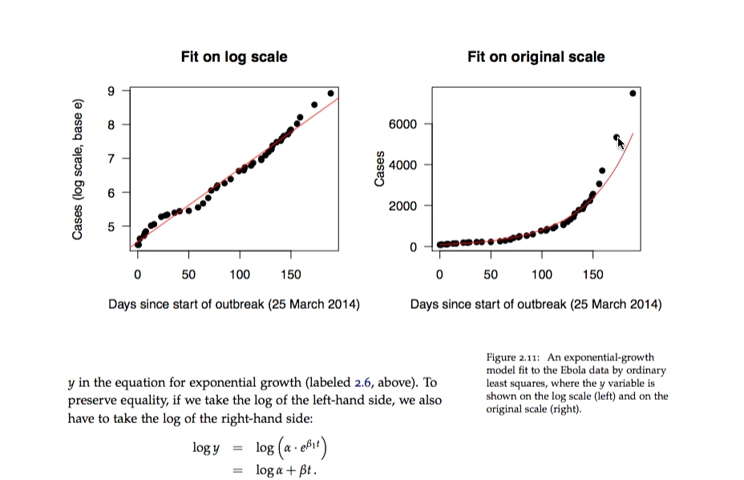 Fit on log scale
Cases (log scale, base e)
9
8
7
6
5
0 50 100 150
Days since start of outbreak (25 March 2014)
Fit on original scale
Cases
6000
4000
2000
0
0 50 100 150
Days since start of outbreak (25 March 2014)
Figure 2.11: An exponential-growth
model fit to the Ebola data by ordinary
least squares, where the y variable is
shown on the log scale (left) and on the
original scale (right).
y in the equation for exponential growth (labeled 2.6, above). To
preserve equality, if we take the log of the left-hand side, we also
have to take the log of the right-hand side:
log y = log (α · e^β₁t)
= log α + βt .